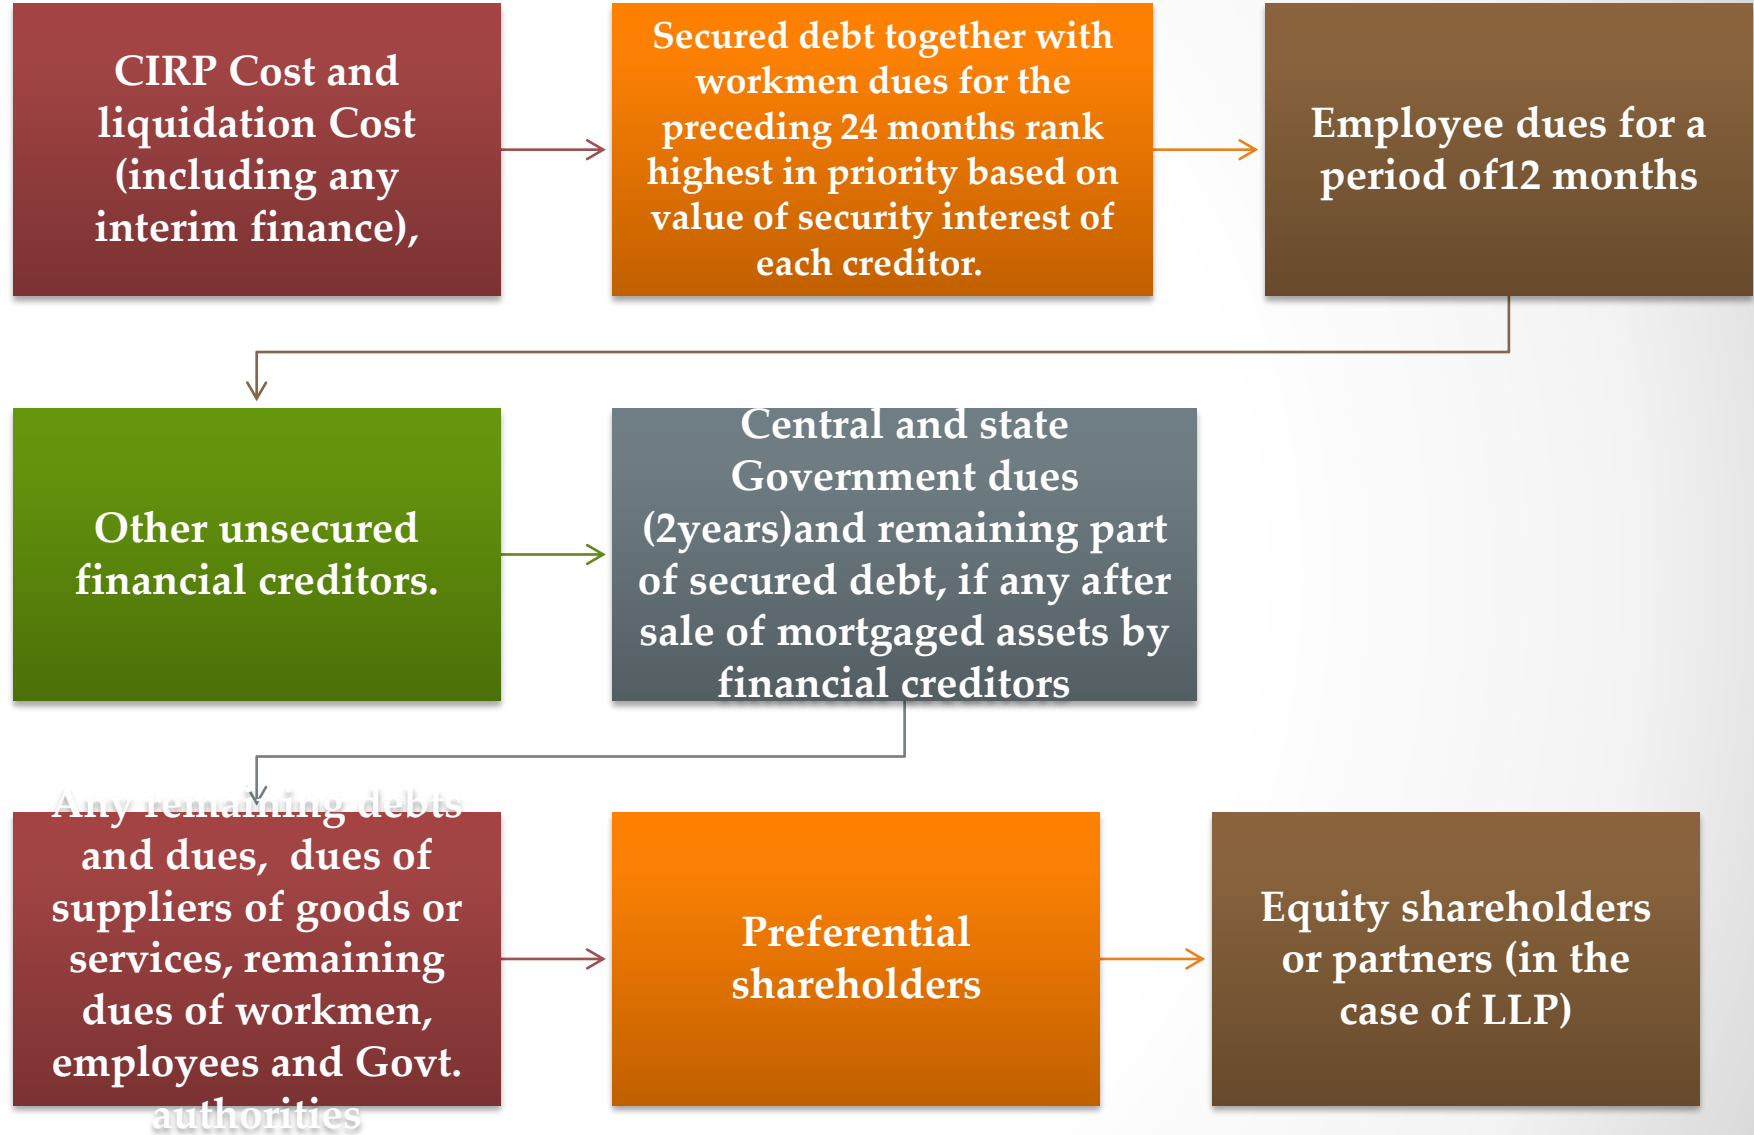 CIRP Cost and
liquidation Cost
(including any
interim finance),
Secured debt together with
workmen dues for the
preceding 24 months rank
highest in priority based on
value of security interest of
each creditor.
Employee dues for a
period of12 months
Other unsecured
financial creditors.
Central and state
Government dues
(2years)and remaining part
of secured debt, if any after
sale of mortgaged assets by
financial creditors
Any remaining debts
and dues, dues of
suppliers of goods or
services, remaining
dues of workmen,
employees and Govt.
authorities
Preferential
shareholders
Equity shareholders
or partners (in the
case of LLP)